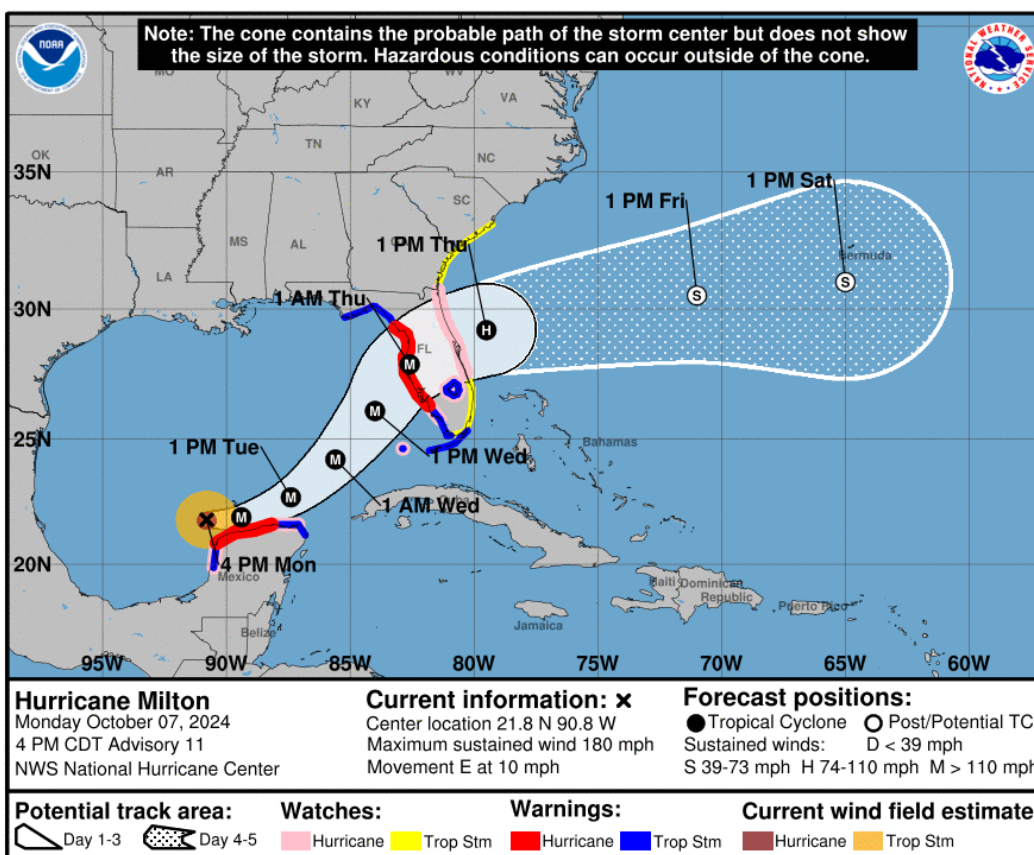 Note: The cone contains the probable path of the storm center but does not show
the size of the storm. Hazardous conditions can occur outside of the cone.
NOAA
NATIONAL WEATHER SERVICE
MO
WV
KY
VA
OK
TN
NC
AR
35N
SC
1 PM Sat
1 PM Fri
MS
AL
1 PM Thu
Bermuda
LA
S
S
30N
1 AM Thu
H
FL
M
M
25N
1 PM Tue
1 PM Wed
Bahamas
M
M
1 AM Wed
Cuba
M
20N
4 PM Mon
Mexico
Haiti
Dominican
Republic
Puerto Rico
Jamaica
Belize
95W
90W
85W
80W
75W
70W
65W
60W
Hurricane Milton
Monday October 07, 2024
4 PM CDT Advisory 11
NWS National Hurricane Center
Current information: ×
Center location 21.8 N 90.8 W
Maximum sustained wind 180 mph
Movement E at 10 mph
Forecast positions:
Tropical Cyclone
Post/Potential TC
Sustained winds: D < 39 mph
S 39-73 mph H 74-110 mph M > 110 mph
Potential track area:
Day 1-3
Day 4-5
Watches:
Hurricane
Trop Stm
Warnings:
Hurricane
Trop Stm
Current wind field estimate
Hurricane
Trop Stm